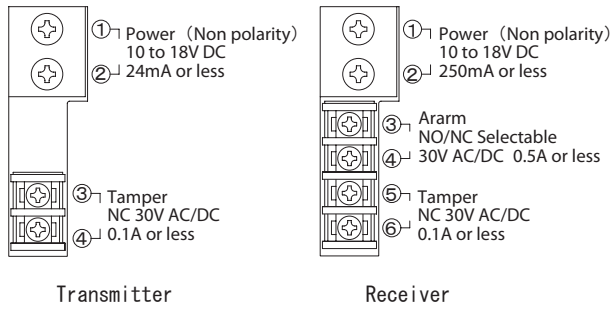 ① Power (Non polarity)
10 to 18V DC
② 24mA or less
③ Tamper
NC 30V AC/DC
④ 0.1A or less
Transmitter
① Power (Non polarity)
10 to 18V DC
② 250mA or less
③ Ararm
NO/NC Selectable
④ 30V AC/DC 0.5A or less
⑤ Tamper
NC 30V AC/DC
⑥ 0.1A or less
Receiver